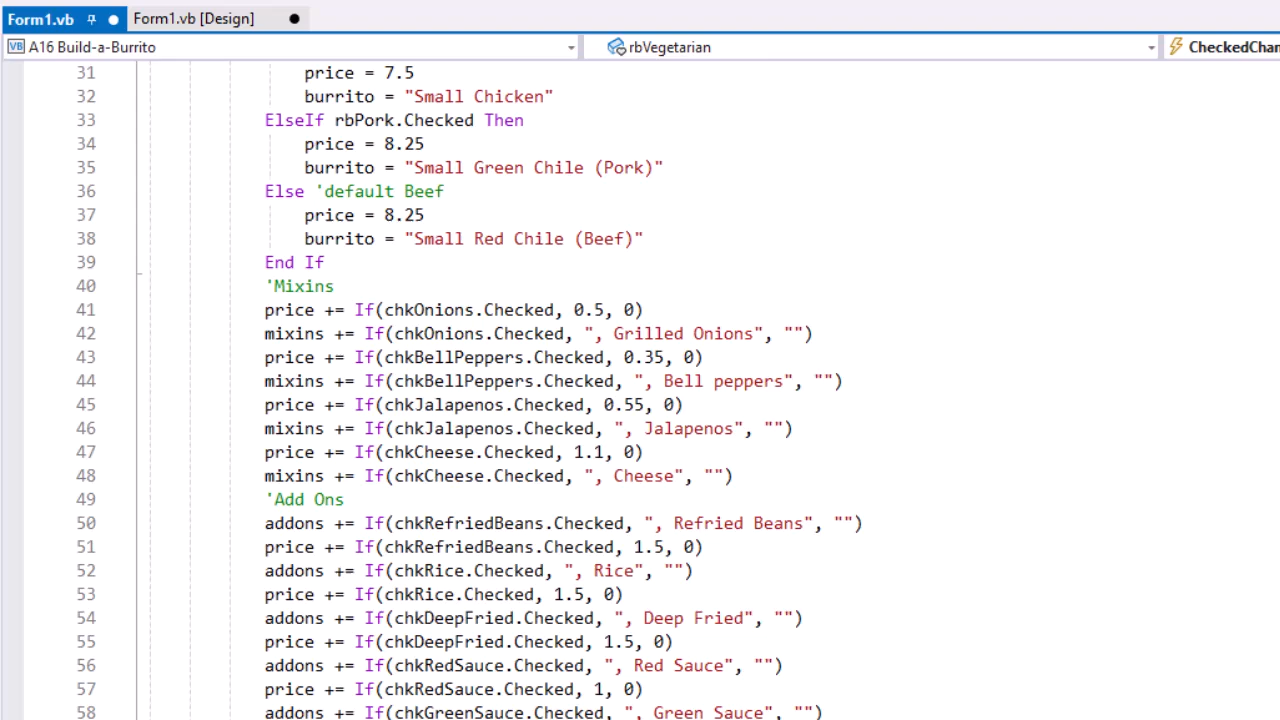 Form1.vb Form1.vb [Design]
VB A16 Build-a-Burrito rbVegetarian CheckedChan
31 price = 7.5
32 burrito = "Small Chicken"
33 ElseIf rbPork.Checked Then
34 price = 8.25
35 burrito = "Small Green Chile (Pork)"
36 Else 'default Beef
37 price = 8.25
38 burrito = "Small Red Chile (Beef)"
39 End If
40 'Mixins
41 price += If(chkOnions.Checked, 0.5, 0)
42 mixins += If(chkOnions.Checked, ", Grilled Onions", "")
43 price += If(chkBellPeppers.Checked, 0.35, 0)
44 mixins += If(chkBellPeppers.Checked, ", Bell peppers", "")
45 price += If(chkJalapenos.Checked, 0.55, 0)
46 mixins += If(chkJalapenos.Checked, ", Jalapenos", "")
47 price += If(chkCheese.Checked, 1.1, 0)
48 mixins += If(chkCheese.Checked, ", Cheese", "")
49 'Add Ons
50 addons += If(chkRefriedBeans.Checked, ", Refried Beans", "")
51 price += If(chkRefriedBeans.Checked, 1.5, 0)
52 addons += If(chkRice.Checked, ", Rice", "")
53 price += If(chkRice.Checked, 1.5, 0)
54 addons += If(chkDeepFried.Checked, ", Deep Fried", "")
55 price += If(chkDeepFried.Checked, 1.5, 0)
56 addons += If(chkRedSauce.Checked, ", Red Sauce", "")
57 price += If(chkRedSauce.Checked, 1, 0)
58 addons += If(chkGreenSauce.Checked, ", Green Sauce", "")